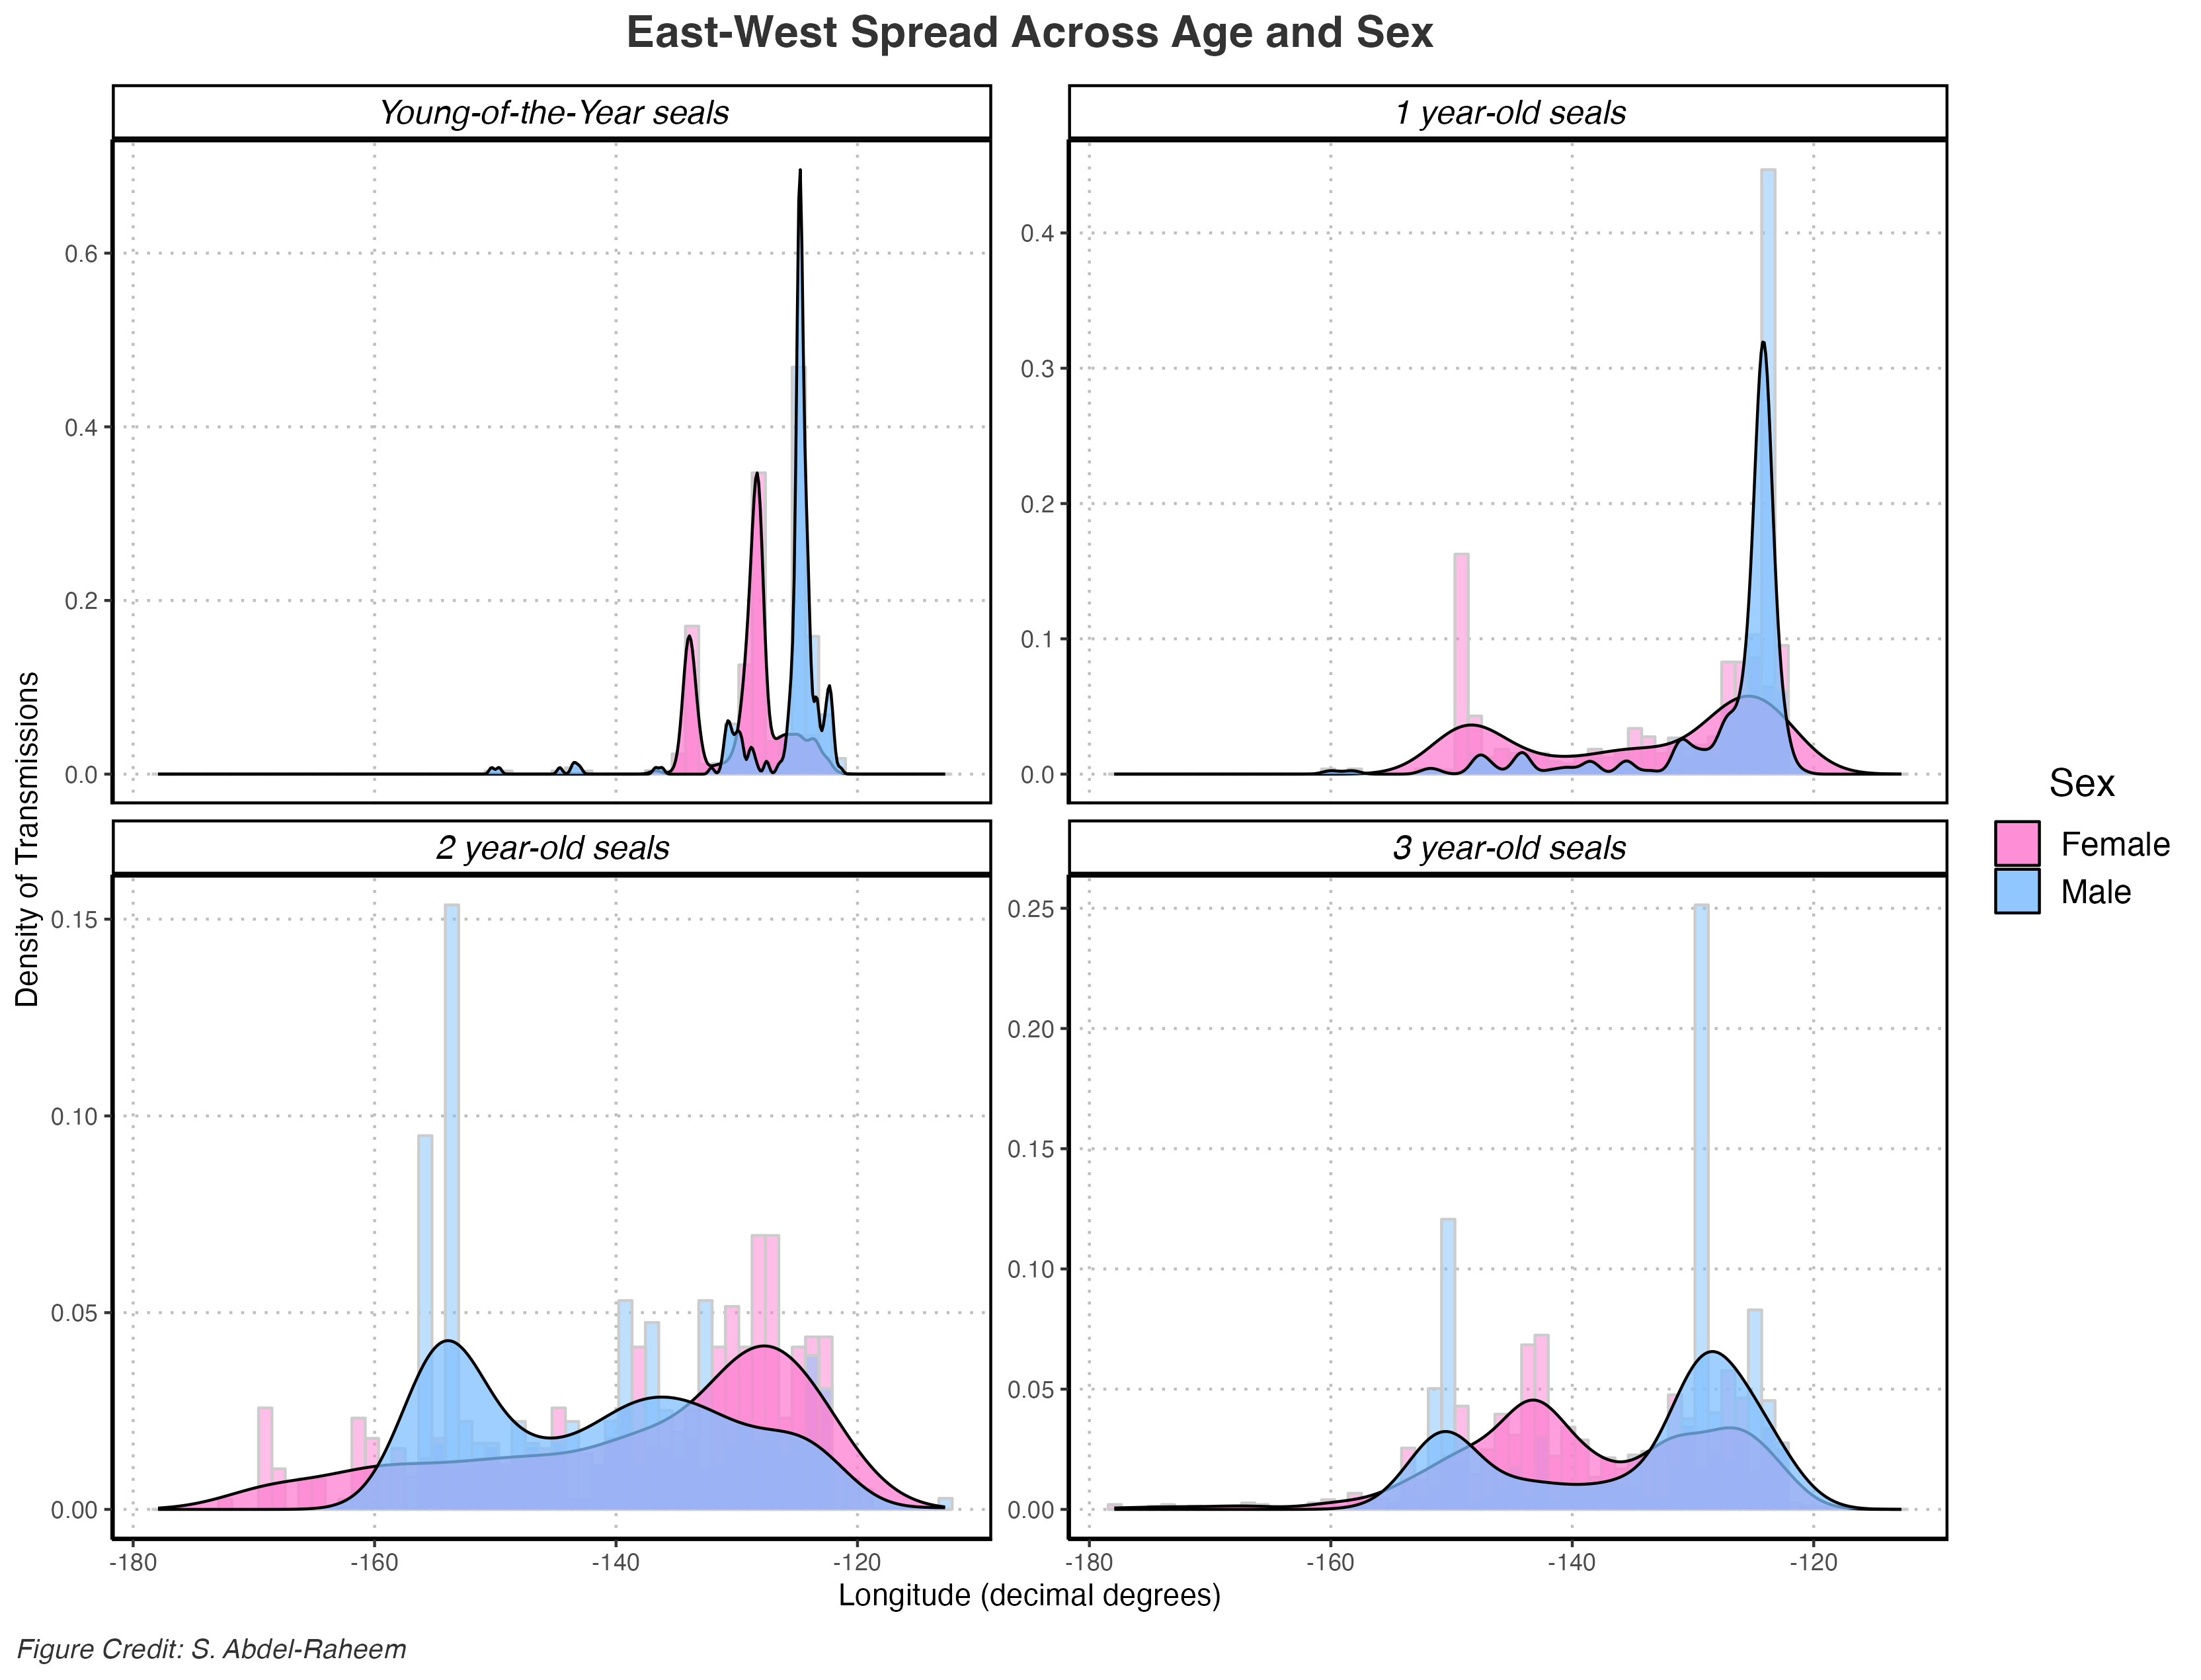 East-West Spread Across Age and Sex
Young-of-the-Year seals
1 year-old seals
0.6
0.4
0.2
0.0
0.4
0.3
0.2
0.1
0.0
2 year-old seals
3 year-old seals
0.15
0.10
0.05
0.00
0.25
0.20
0.15
0.10
0.05
0.00
-180 -160 -140 -120
-180 -160 -140 -120
Density of Transmissions
Longitude (decimal degrees)
Sex
Female
Male
Figure Credit: S. Abdel-Raheem